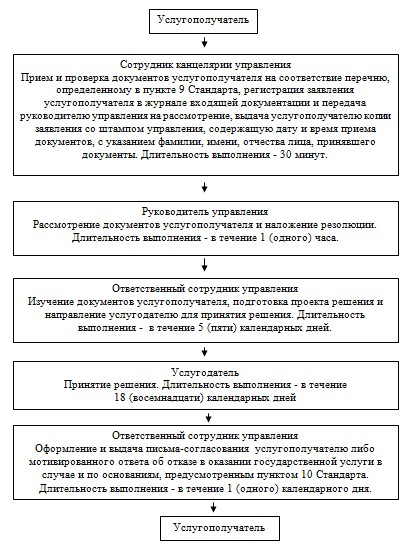 Услугополучатель
Сотрудник канцелярии управления
Прием и проверка документов услугополучателя на соответствие перечню,
определенному в пункте 9 Стандарта, регистрация заявления
услугополучателя в журнале входящей документации и передача
руководителю управления на рассмотрение, выдача услугополучателю копии
заявления со штампом управления, содержащую дату и время приема
документов, с указанием фамилии, имени, отчества лица, принявшего
документы. Длительность выполнения - 30 минут.
Руководитель управления
Рассмотрение документов услугополучателя и наложение резолюции.
Длительность выполнения - в течение 1 (одного) часа.
Ответственный сотрудник управления
Изучение документов услугополучателя, подготовка проекта решения и
направление услугодателю для принятия решения. Длительность
выполнения - в течение 5 (пяти) календарных дней.
Услугодатель
Принятие решения. Длительность выполнения - в течение
18 (восемнадцати) календарных дней
Ответственный сотрудник управления
Оформление и выдача письма-согласования услугополучателю либо
мотивированного ответа об отказе в оказании государственной услуги в
случае и по основаниям, предусмотренным пунктом 10 Стандарта.
Длительность выполнения - в течение 1 (одного) календарного дня.
Услугополучатель